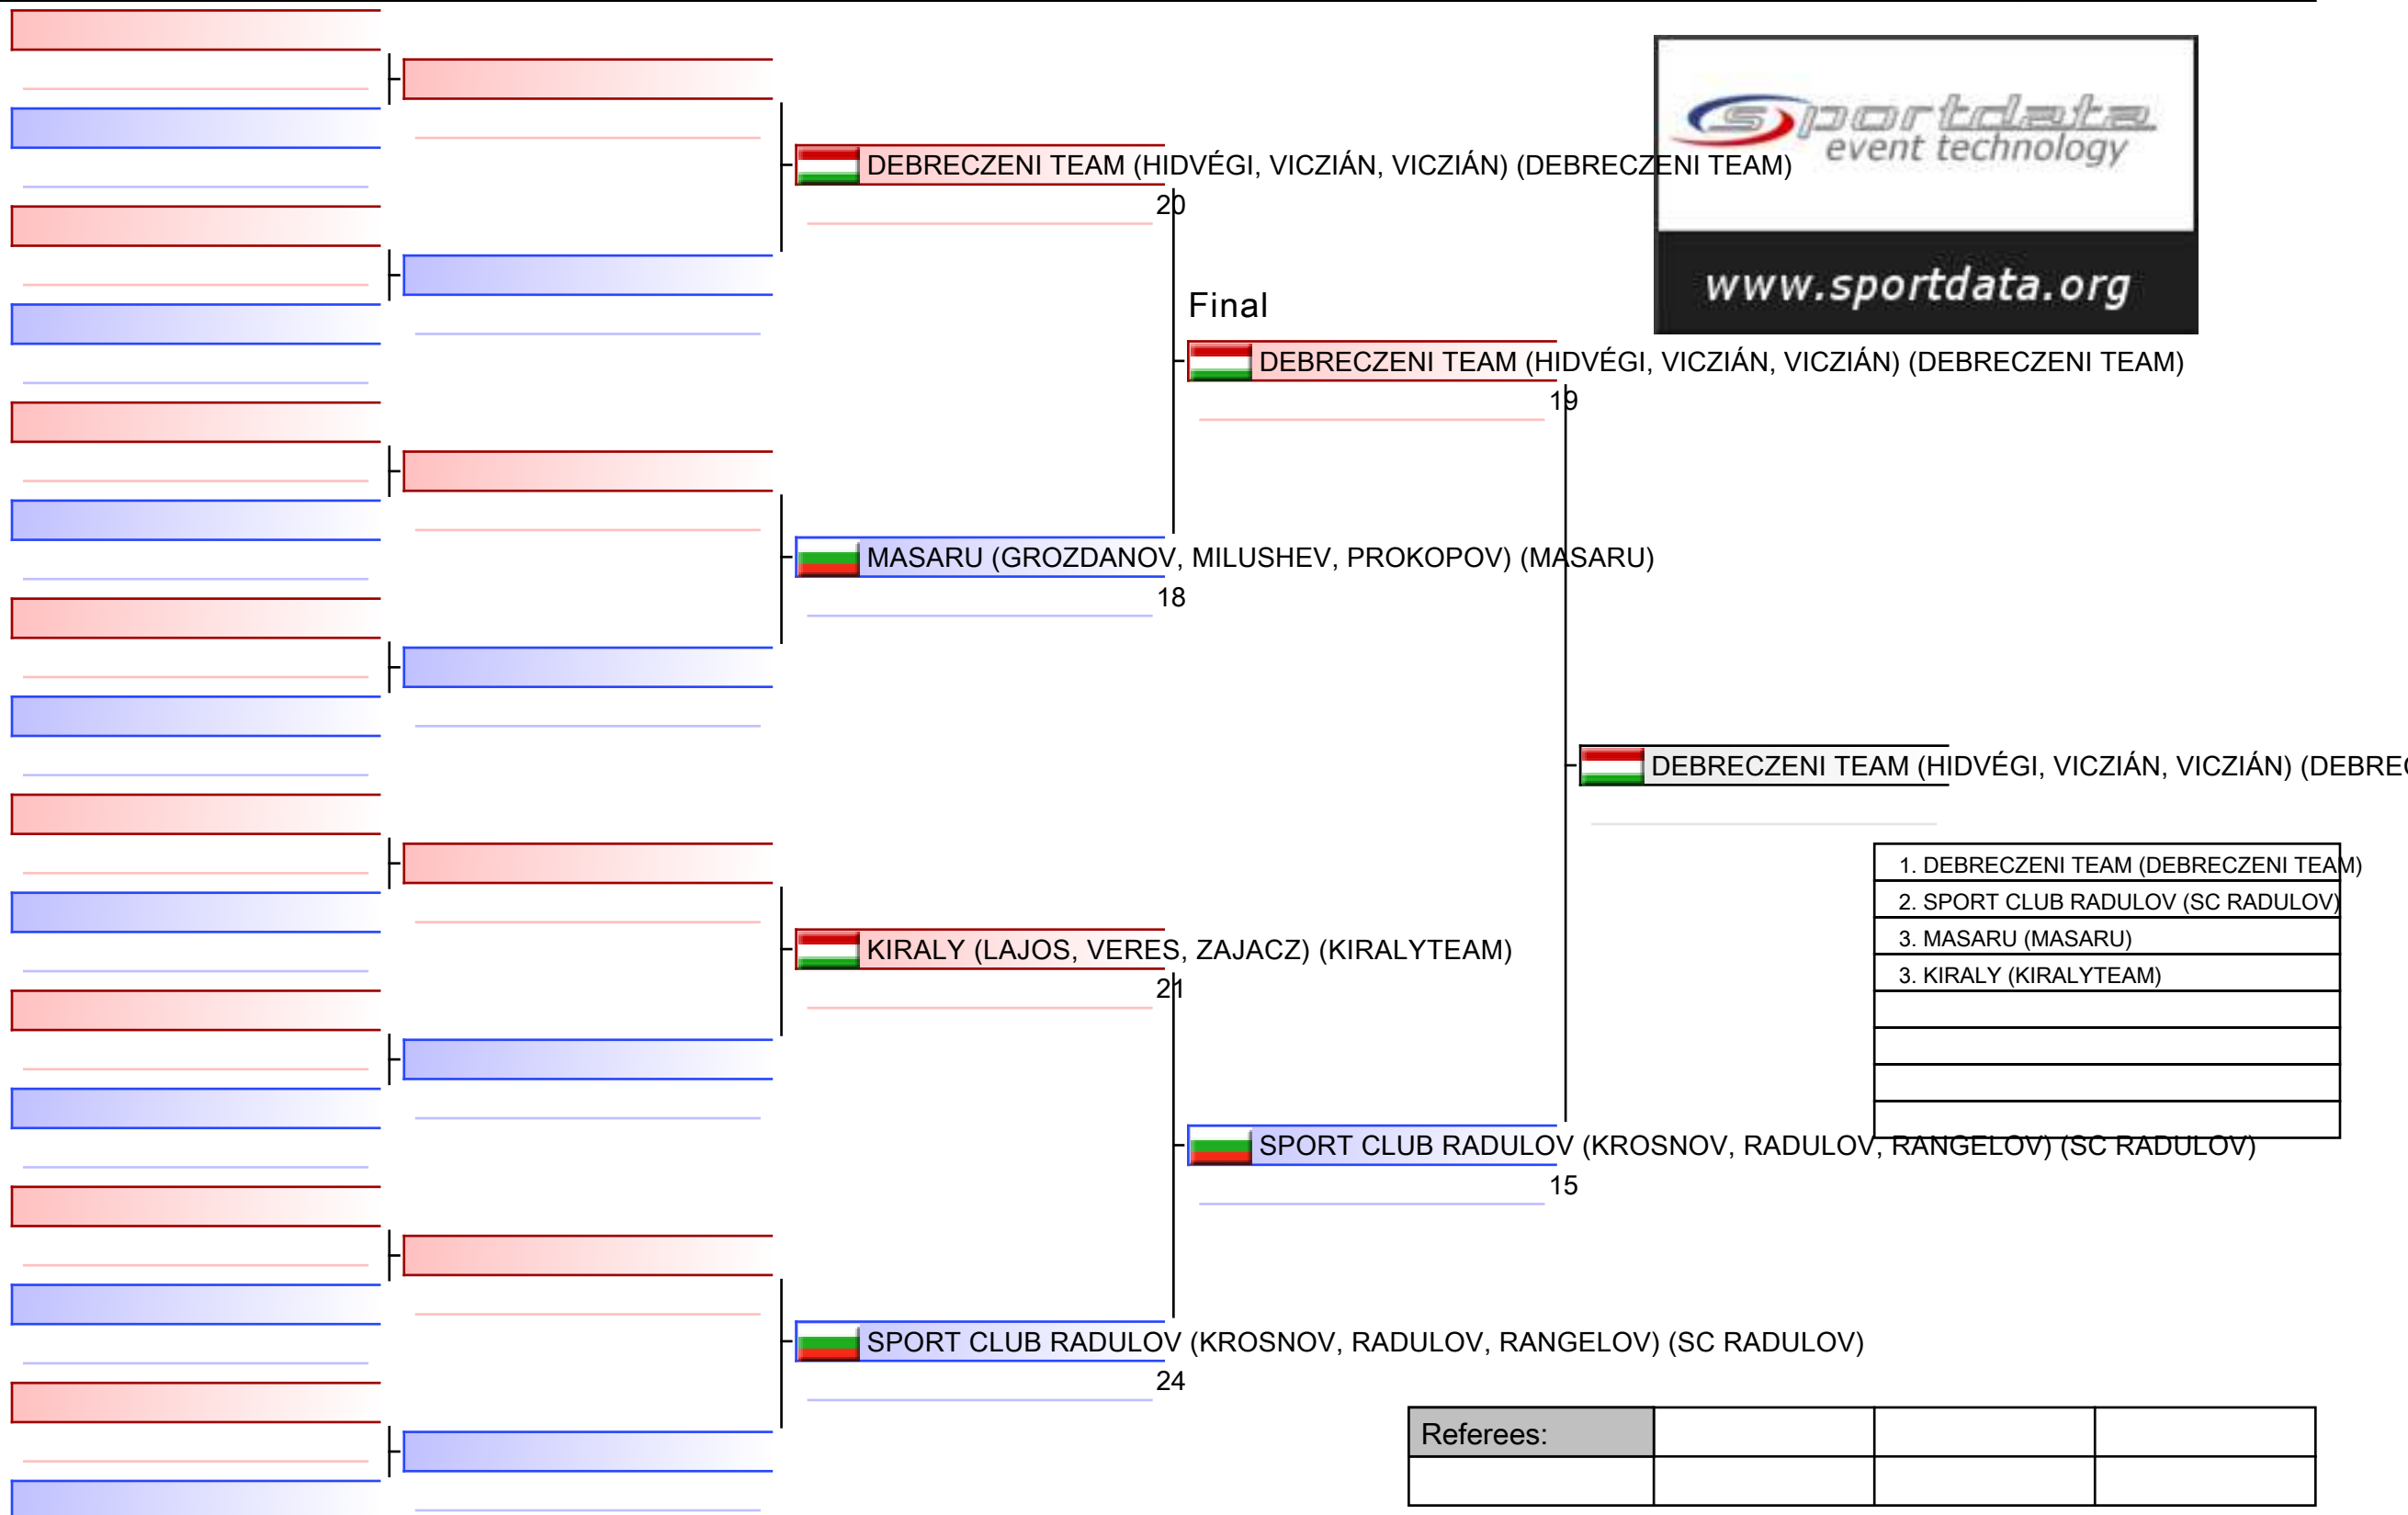 sportdata
event technology
www.sportdata.org
DEBRECZENI TEAM (HIDVÉGI, VICZIÁN, VICZIÁN) (DEBRECZENI TEAM)
20
Final
DEBRECZENI TEAM (HIDVÉGI, VICZIÁN, VICZIÁN) (DEBRECZENI TEAM)
19
MASARU (GROZDANOV, MILUSHEV, PROKOPOV) (MASARU)
18
DEBRECZENI TEAM (HIDVÉGI, VICZIÁN, VICZIÁN) (DEBREC
1. DEBRECZENI TEAM (DEBRECZENI TEAM)
2. SPORT CLUB RADULOV (SC RADULOV)
3. MASARU (MASARU)
3. KIRALY (KIRALYTEAM)
KIRALY (LAJOS, VERES, ZAJACZ) (KIRALYTEAM)
21
SPORT CLUB RADULOV (KROSNOV, RADULOV, RANGELOV) (SC RADULOV)
15
SPORT CLUB RADULOV (KROSNOV, RADULOV, RANGELOV) (SC RADULOV)
24
Referees: